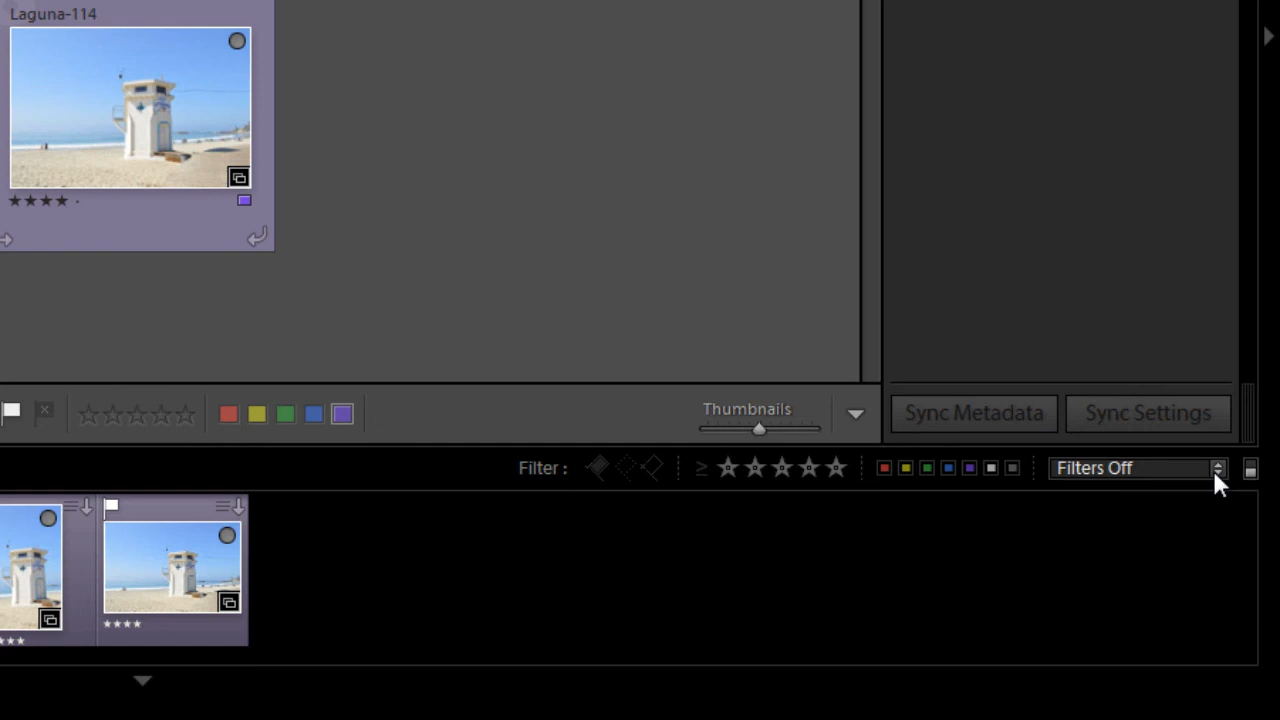 Laguna-114
Thumbnails
Sync Metadata
Sync Settings
Filter :
Filters Off